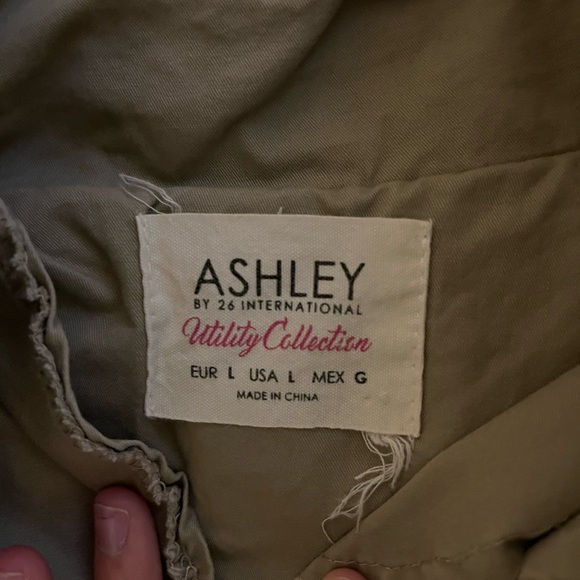 ASHLEY
BY 26 INTERNATIONAL
Utility Collection
EUR L USA L MEX G
MADE IN CHINA